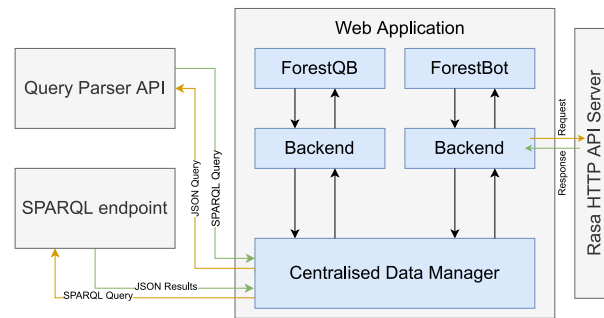 Web Application
ForestQB
ForestBot
Query Parser API
Backend
Backend
Request
Response
Rasa HTTP API Server
JSON Query
SPARQL Query
SPARQL endpoint
Centralised Data Manager
JSON Results
SPARQL Query